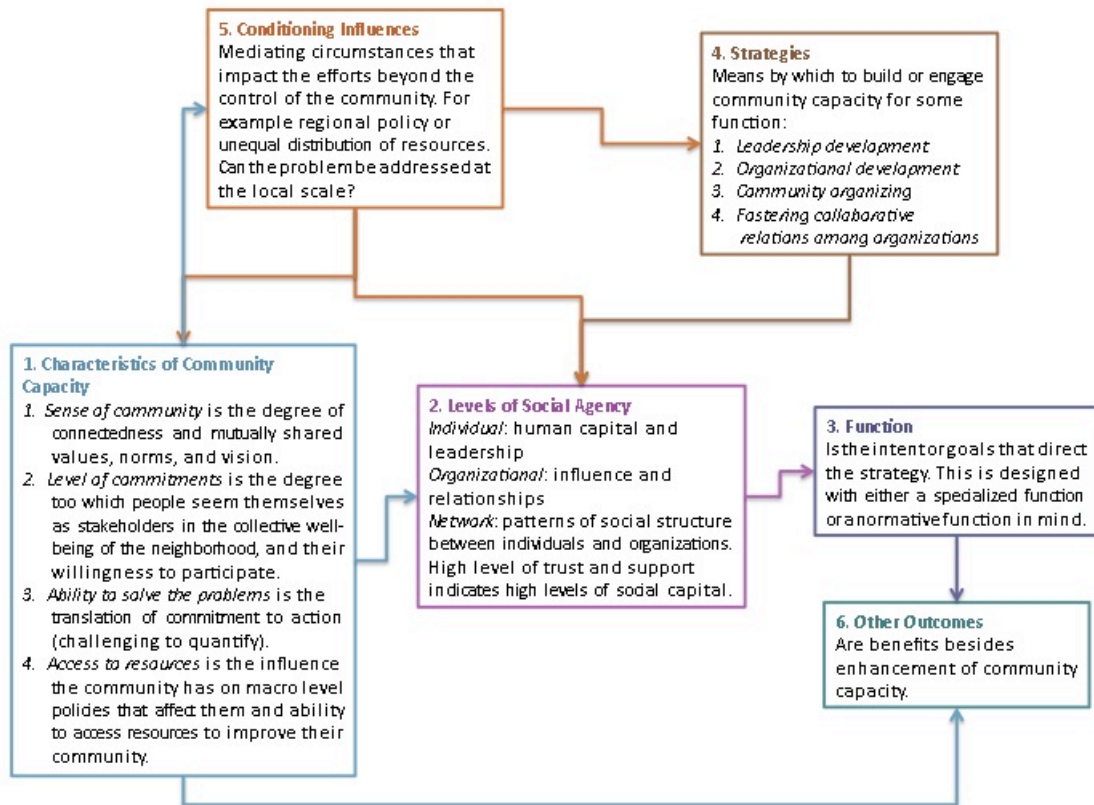 5. Conditioning Influences
Mediating circumstances that
impact the efforts beyond the
control of the community. For
example regional policy or
unequal distribution of resources.
Can the problem be addressed at
the local scale?
4. Strategies
Means by which to build or engage
community capacity for some
function:
1. Leadership development
2. Organizational development
3. Community organizing
4. Fostering collaborative
relations among organizations
1. Characteristics of Community
Capacity
1. Sense of community is the degree of
connectedness and mutually shared
values, norms, and vision.
2. Level of commitments is the degree
too which people seem themselves
as stakeholders in the collective well-
being of the neighborhood, and their
willingness to participate.
3. Ability to solve the problems is the
translation of commitment to action
(challenging to quantify).
4. Access to resources is the influence
the community has on macro level
policies that affect them and ability
to access resources to improve their
community.
2. Levels of Social Agency
Individual: human capital and
leadership
Organizational: influence and
relationships
Network: patterns of social structure
between individuals and organizations.
High level of trust and support
indicates high levels of social capital.
3. Function
Is the intent or goals that direct
the strategy. This is designed
with either a specialized function
or a normative function in mind.
6. Other Outcomes
Are benefits besides
enhancement of community
capacity.